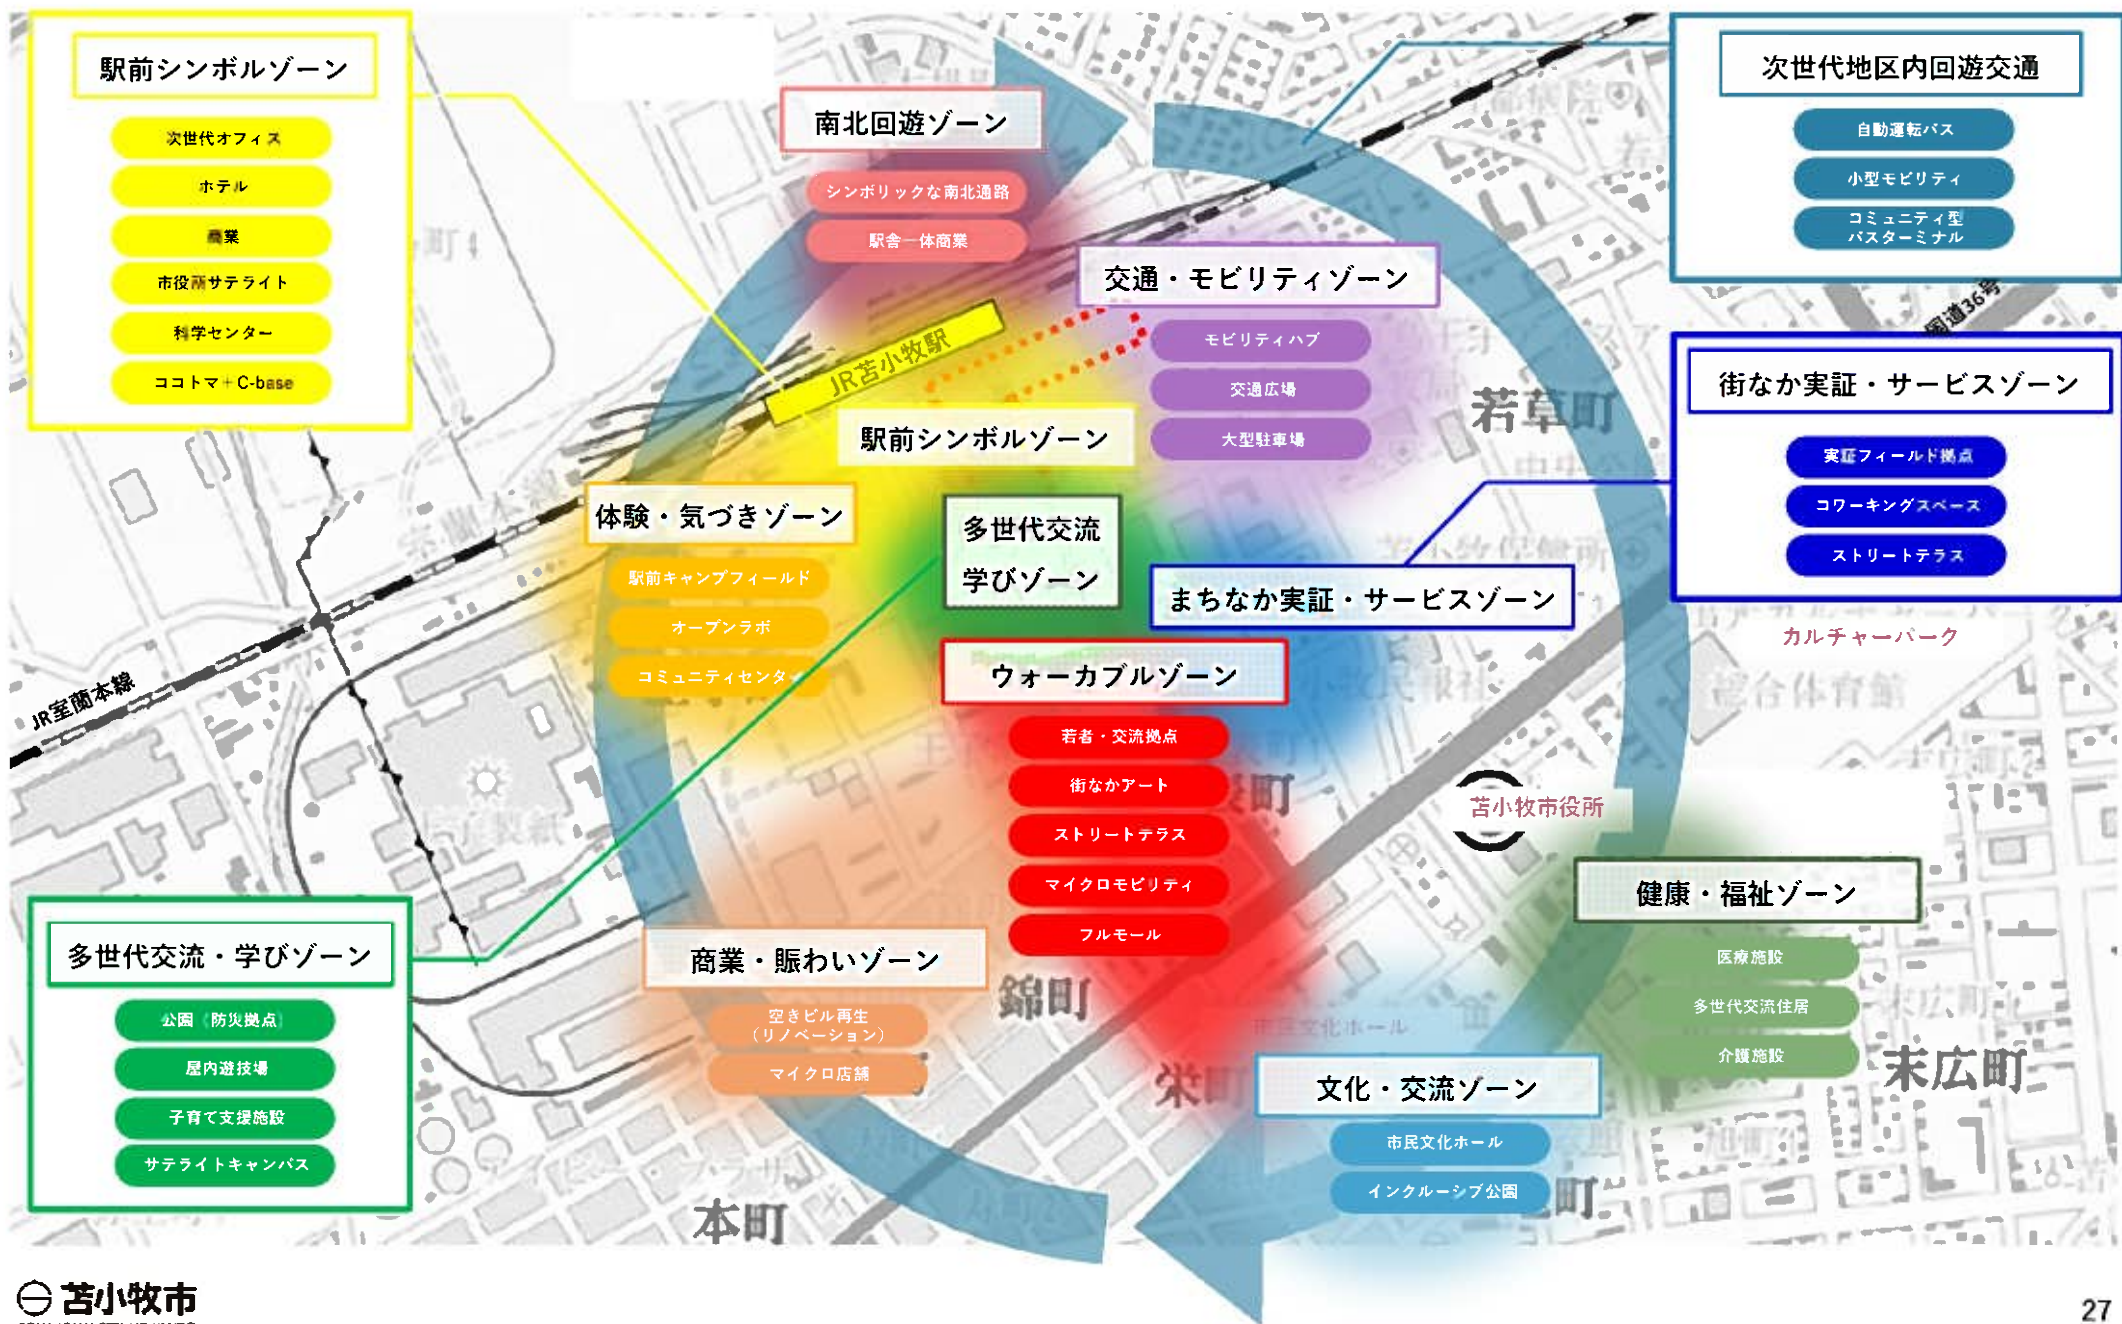 駅前シンボルゾーン
次世代オフィス
ホテル
商業
市役所サテライト
科学センター
ココトマ+C-base
南北回遊ゾーン
シンボリックな南北通路
駅舎一体商業
次世代地区内回遊交通
自動運転バス
小型モビリティ
コミュニティ型
バスターミナル
国道36号
交通・モビリティゾーン
モビリティハブ
交通広場
大型駐車場
JR苫小牧駅
駅前シンボルゾーン
若草町
街なか実証・サービスゾーン
実証フィールド拠点
コワーキングスペース
ストリートテラス
体験・気づきゾーン
駅前キャンプフィールド
オープンラボ
コミュニティセンター
多世代交流
学びゾーン
まちなか実証・サービスゾーン
苫小牧保健所
カルチャーパーク
総合体育館
JR室蘭本線
ウォーカブルゾーン
若者・交流拠点
街なかアート
ストリートテラス
マイクロモビリティ
フルモール
王子製紙
苫小牧市役所
健康・福祉ゾーン
医療施設
多世代交流住居
介護施設
末広町
多世代交流・学びゾーン
公園（防災拠点）
屋内遊技場
子育て支援施設
サテライトキャンパス
商業・賑わいゾーン
空きビル再生
（リノベーション）
マイクロ店舗
錦町
栄町
市民文化ホール
文化・交流ゾーン
市民文化ホール
インクルーシブ公園
本町
苫小牧市
27